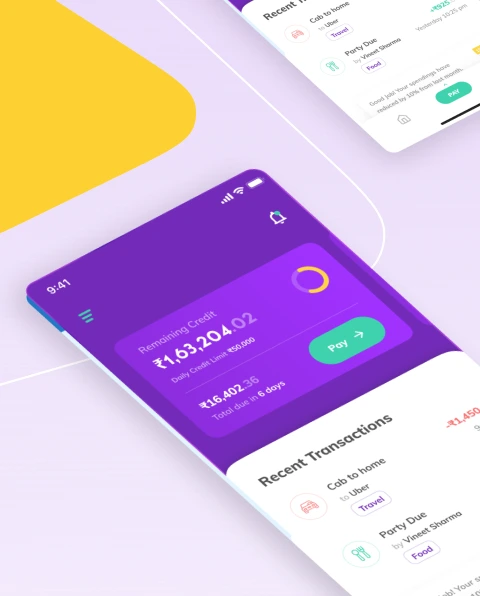 Recent
Cab to home
to Uber
Travel
+₹925
Yesterday 10:25 pm
Party Due
by Vineet Sharma
Food
Good Job! Your spendings have
reduced by 10% from last month.
PAY
9:41
Remaining Credit
₹1,63,204.02
Daily Credit Limit ₹50,000
₹16,402.36
Total due in 6 days
Pay →
Recent Transactions
Cab to home
to Uber
Travel
-₹1,450
Party Due
by Vineet Sharma
Food